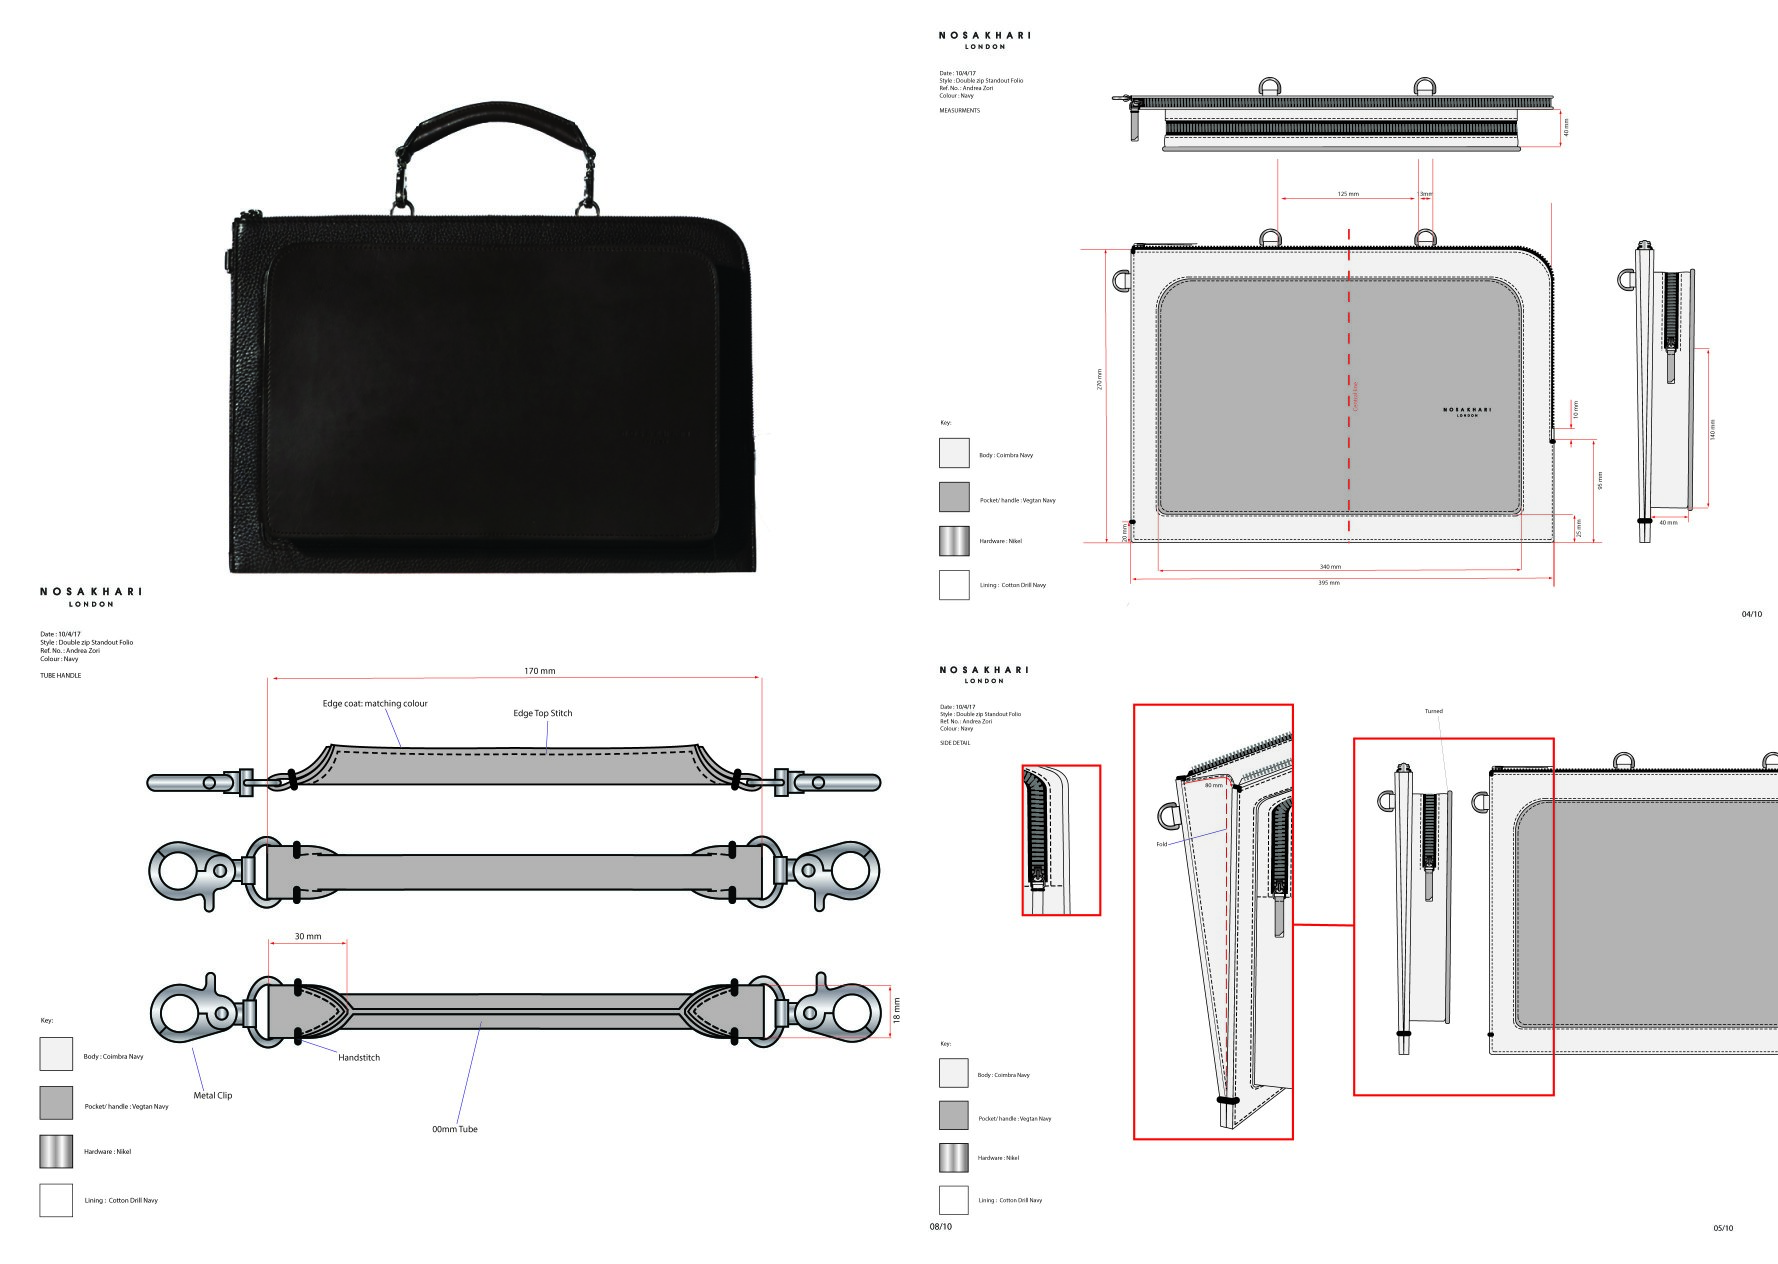 NOSAKHARI
LONDON
Date : 10/4/17
Style : Double zip Standout Folio
Ref. No. : Andrea Zori
Colour : Navy
MEASURMENTS
40 mm
125 mm
13mm
270 mm
Central line
NOSAKHARI
LONDON
10 mm
95 mm
20 mm
25 mm
340 mm
395 mm
140 mm
40 mm
Key:
Body : Coimbra Navy
Pocket/ handle : Vegtan Navy
Hardware : Nikel
Lining : Cotton Drill Navy
04/10
NOSAKHARI
LONDON
Date : 10/4/17
Style : Double zip Standout Folio
Ref. No. : Andrea Zori
Colour : Navy
TUBE HANDLE
170 mm
Edge coat: matching colour
Edge Top Stitch
30 mm
18 mm
Handstitch
Metal Clip
00mm Tube
Key:
Body : Coimbra Navy
Pocket/ handle : Vegtan Navy
Hardware : Nikel
Lining : Cotton Drill Navy
08/10
NOSAKHARI
LONDON
Date : 10/4/17
Style : Double zip Standout Folio
Ref. No. : Andrea Zori
Colour : Navy
SIDE DETAIL
Turned
80 mm
Fold
Key:
Body : Coimbra Navy
Pocket/ handle : Vegtan Navy
Hardware : Nikel
Lining : Cotton Drill Navy
05/10